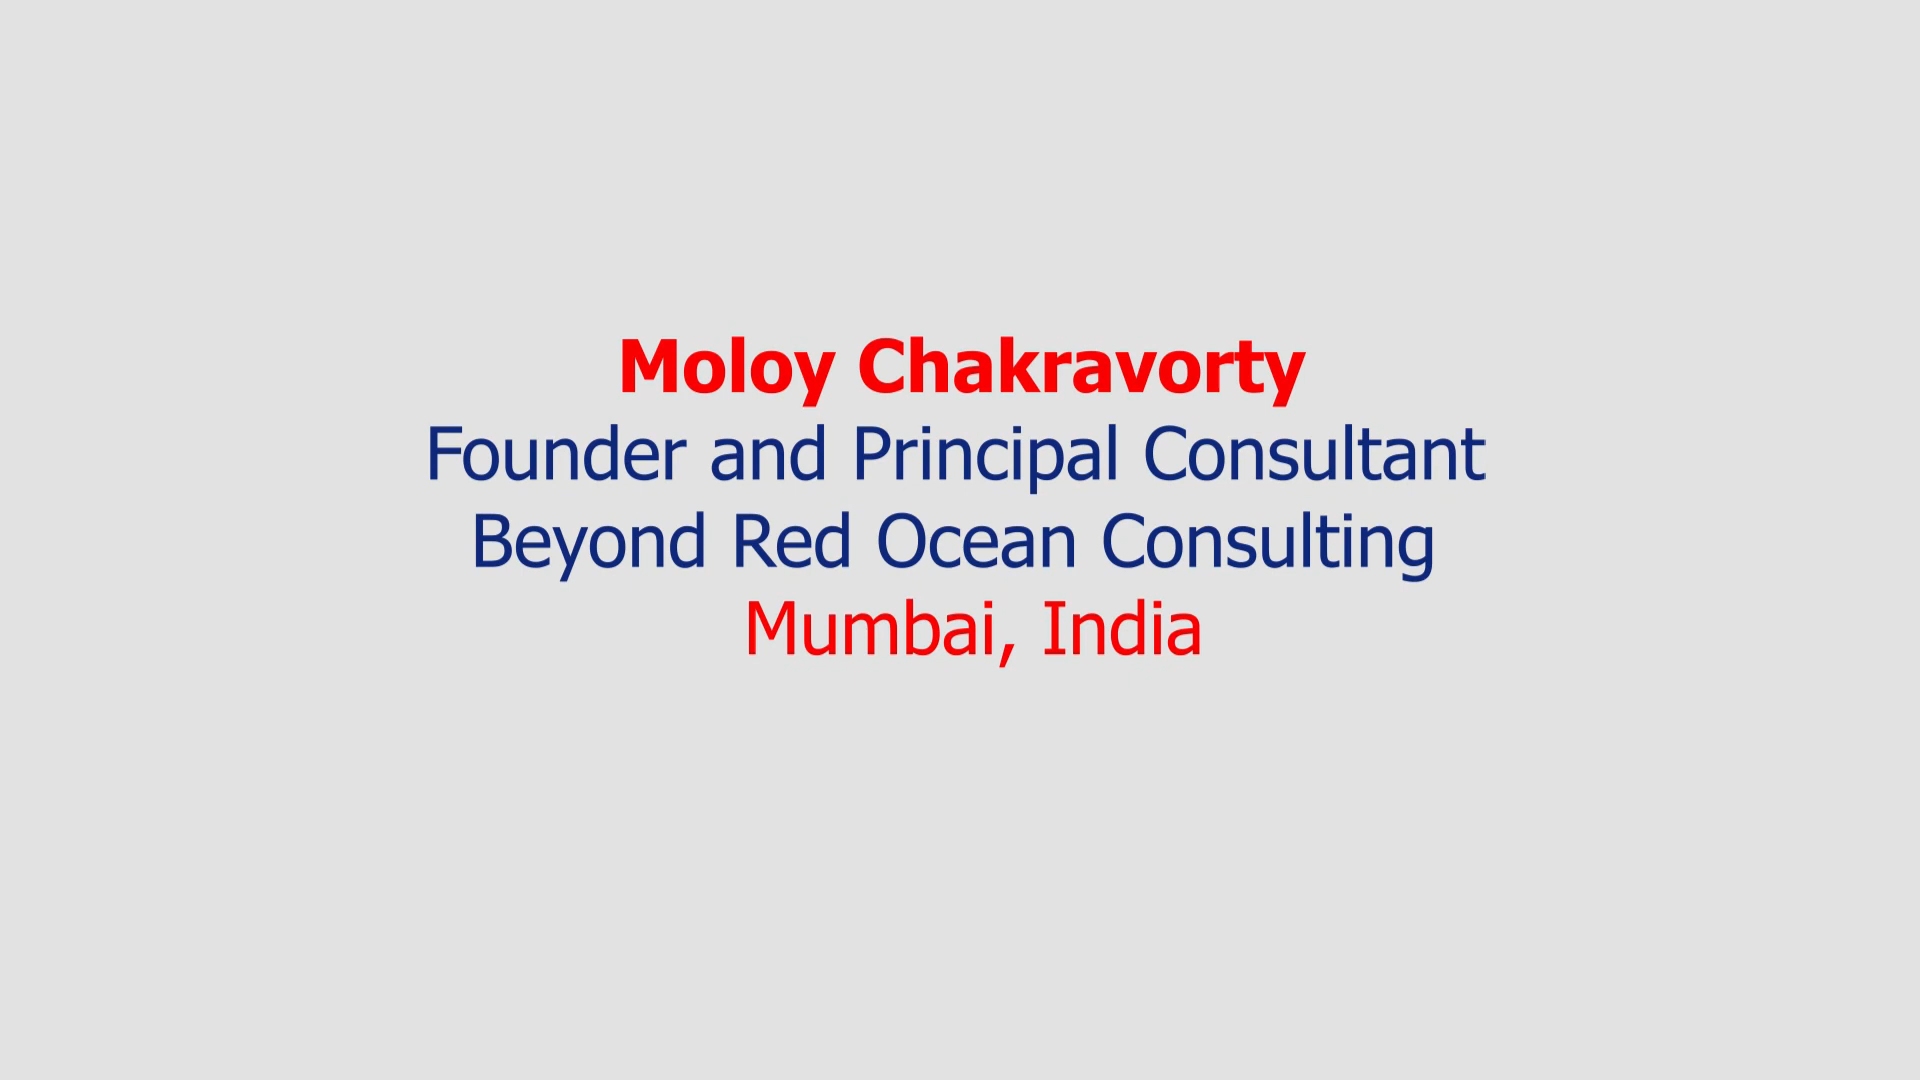 Moloy Chakravorty
Founder and Principal Consultant
Beyond Red Ocean Consulting
Mumbai, India